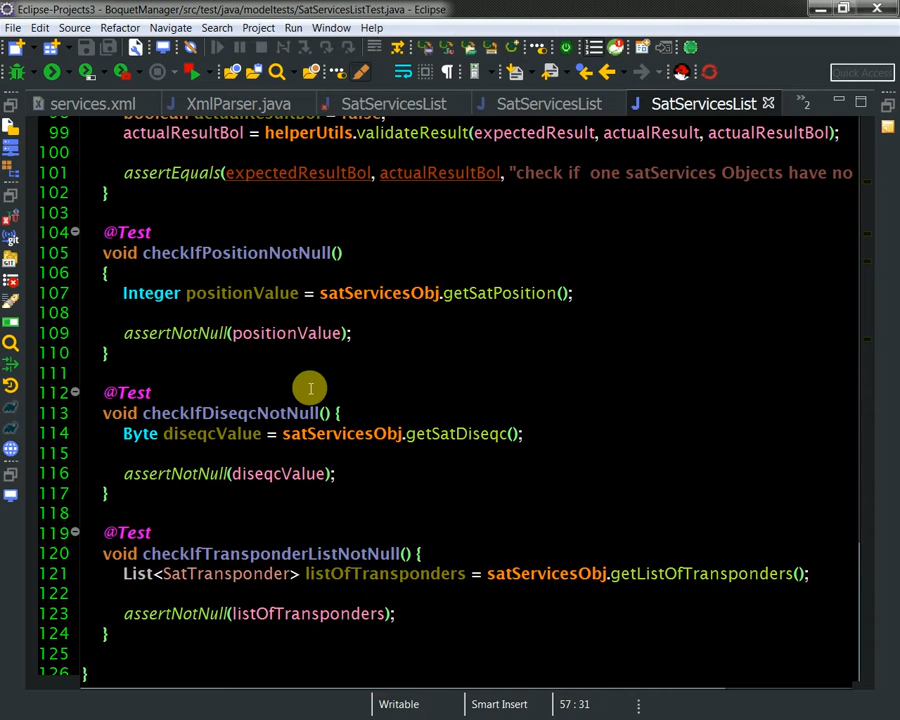 Eclipse-Projects3 - BoquetManager/src/test/java/modeltests/SatServicesListTest.java - Eclipse
File Edit Source Refactor Navigate Search Project Run Window Help
Quick Access
services.xml XmlParser.java SatServicesList SatServicesList SatServicesList »2
99 actualResultBol = helperUtils.validateResult(expectedResult, actualResult, actualResultBol);
100
101 assertEquals(expectedResultBol, actualResultBol, "check if one satServices Objects have no
102 }
103
104 @Test
105 void checkIfPositionNotNull()
106 {
107 Integer positionValue = satServicesObj.getSatPosition();
108
109 assertNotNull(positionValue);
110 }
111
112 @Test
113 void checkIfDiseqcNotNull() {
114 Byte diseqcValue = satServicesObj.getSatDiseqc();
115
116 assertNotNull(diseqcValue);
117 }
118
119 @Test
120 void checkIfTransponderListNotNull() {
121 List<SatTransponder> listOfTransponders = satServicesObj.getListOfTransponders();
122
123 assertNotNull(listOfTransponders);
124 }
125
126 }
Writable Smart Insert 57 : 31